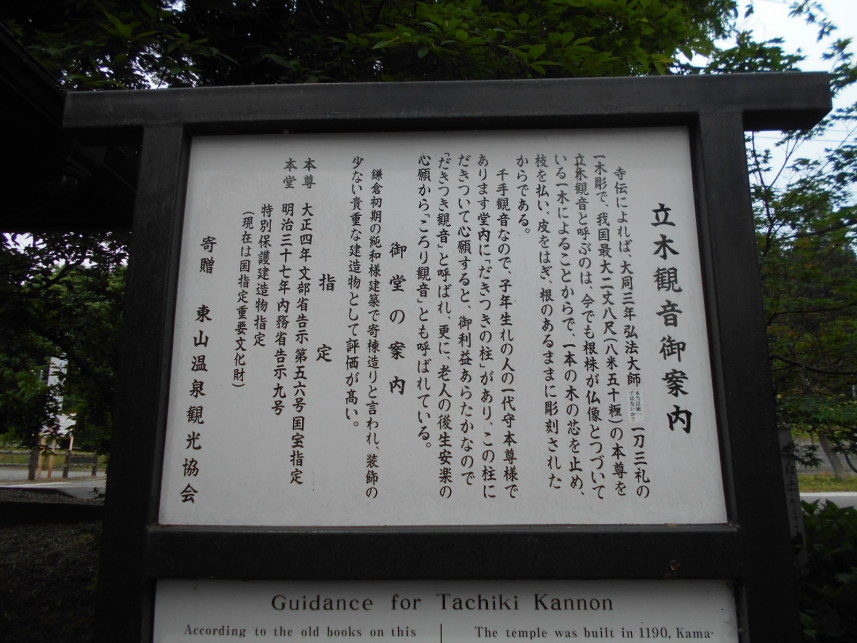 立木観音御案内
寺伝によれば、大同三年弘法大師 一刀三礼の
一木彫で、我国最大二丈八尺(八米五十糎)の本尊を
立木観音と呼ぶのは、今でも根株が仏像とつづいて
いる一木によることからで、一本の木の芯を止め、
枝を払い、皮をはぎ、根のあるままに彫刻された
からである。
千手観音なので、子年生れの人の一代守本尊様で
あります堂内に「だきつきの柱」があり、この柱に
だきついて心願すると、御利益あらたかなので
「だきつき観音」と呼ばれ、更に、老人の後生安楽の
心願から「ころり観音」とも呼ばれている。
御堂の案内
鎌倉初期の純和様建築で寄棟造りと言われ、装飾の
少ない貴重な建造物として評価が高い。
指定
本尊 大正四年文部省告示第五六号国宝指定
本堂 明治三十七年内務省告示九号
特別保護建造物指定
(現在は国指定重要文化財)
寄贈 東山温泉観光協会
Guidance for Tachiki Kannon
According to the old books on this
The temple was built in 1190, Kama-